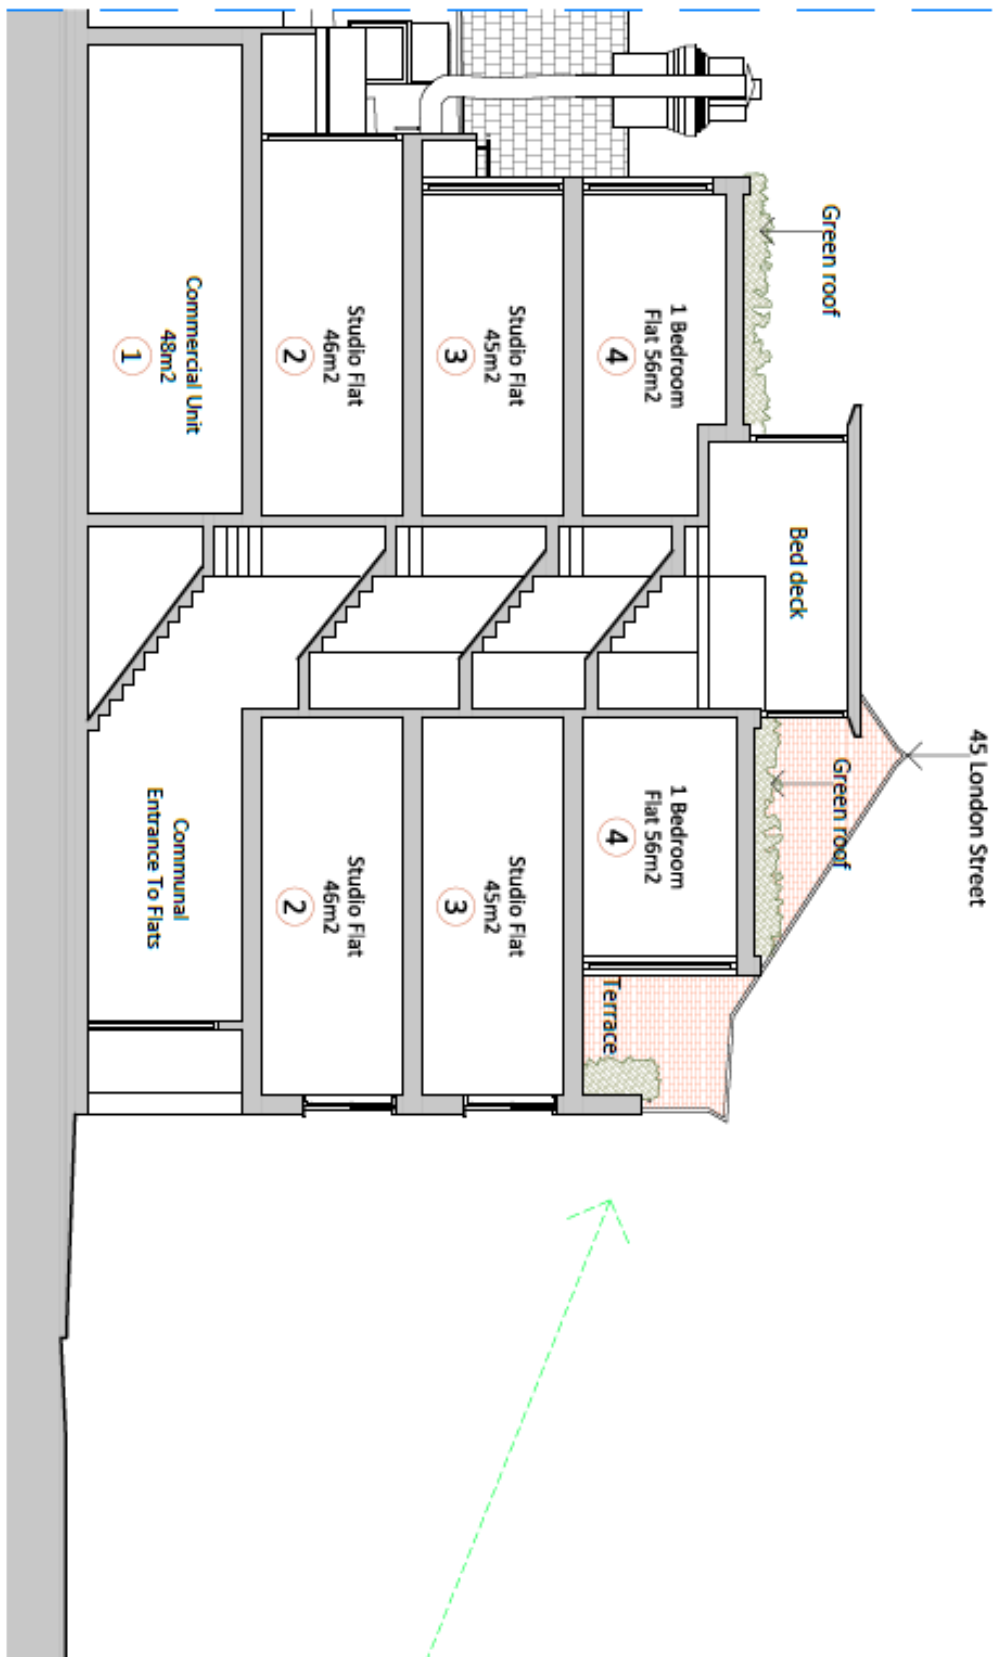 45 London Street
Green roof
Green roof
Bed deck
1 Bedroom
Flat 56m2
4
1 Bedroom
Flat 56m2
4
Terrace
Studio Flat
45m2
3
Studio Flat
45m2
3
Studio Flat
46m2
2
Studio Flat
46m2
2
Commercial Unit
48m2
1
Communal
Entrance To Flats